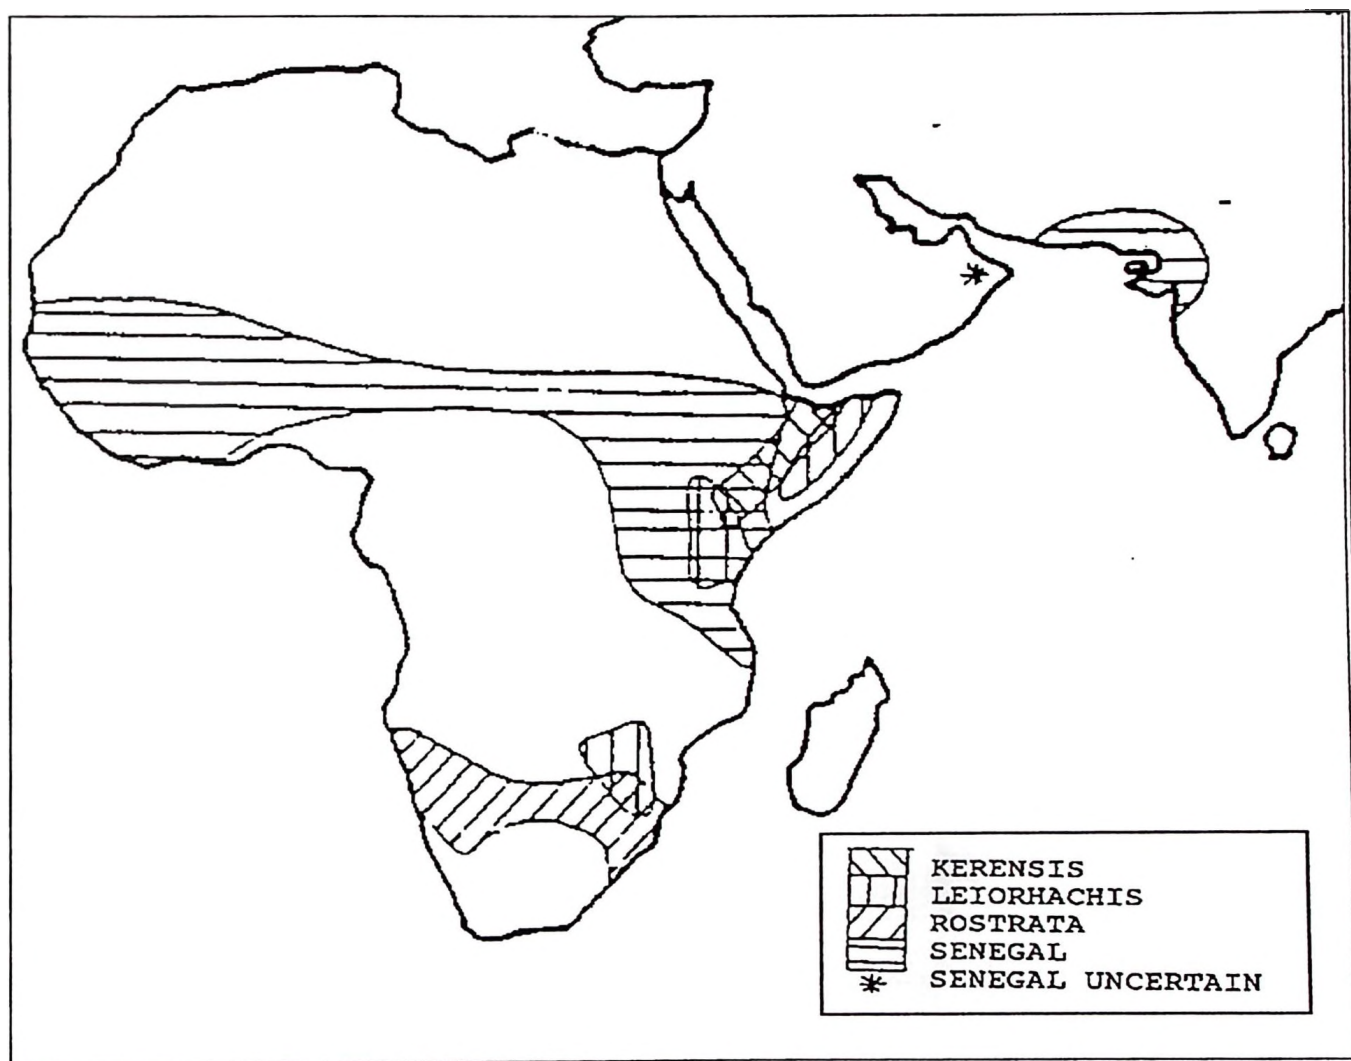 KERENSIS
LEIORHACHIS
ROSTRATA
SENEGAL
SENEGAL UNCERTAIN